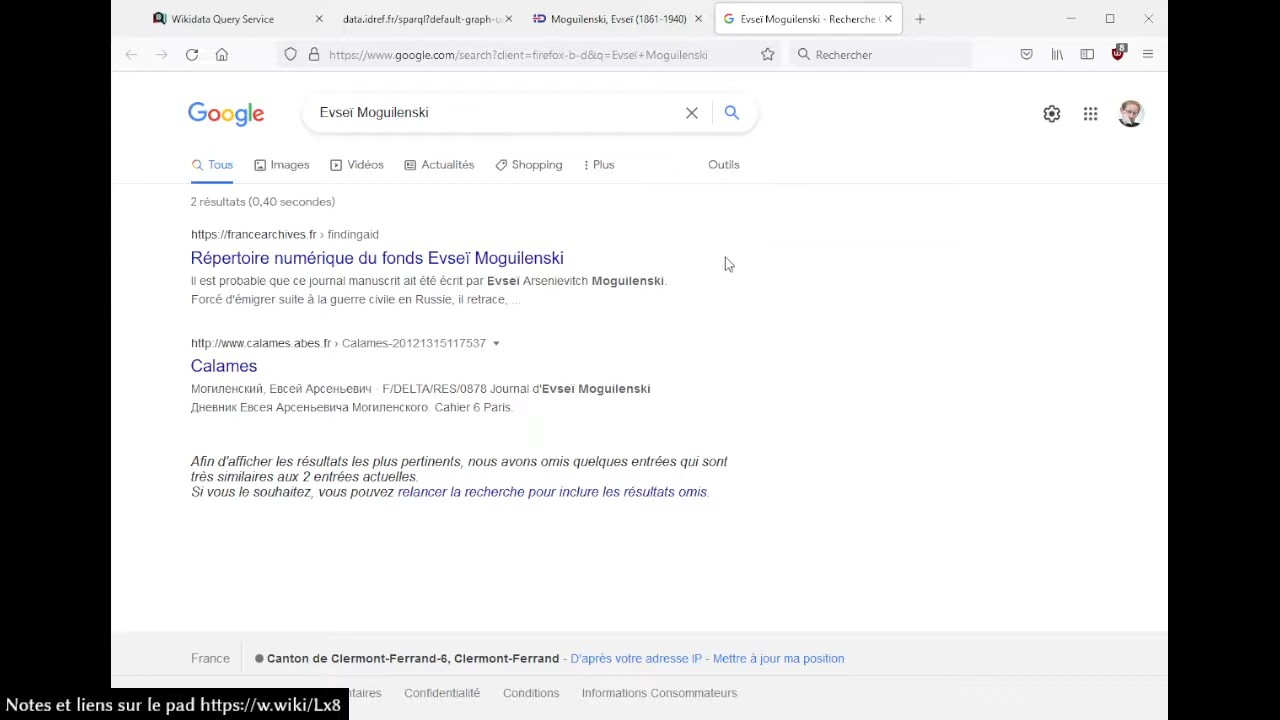 Wikidata Query Service
data.idref.fr/sparql?default-graph-u
Moguilenski, Evseï (1861-1940)
Evseï Moguilenski - Recherche
https://www.google.com/search?client=firefox-b-d&q=Evseï+Moguilenski
Rechercher
8
Google
Evseï Moguilenski
Tous
Images
Vidéos
Actualités
Shopping
Plus
Outils
2 résultats (0,40 secondes)
https://francearchives.fr › findingaid
Répertoire numérique du fonds Evseï Moguilenski
Il est probable que ce journal manuscrit ait été écrit par Evseï Arsenievitch Moguilenski.
Forcé d'émigrer suite à la guerre civile en Russie, il retrace, ...
http://www.calames.abes.fr › Calames-20121315117537
Calames
Могиленский, Евсей Арсеньевич · F/DELTA/RES/0878 Journal d'Evseï Moguilenski
Дневник Евсея Арсеньевича Могиленского. Cahier 6 Paris.
Afin d'afficher les résultats les plus pertinents, nous avons omis quelques entrées qui sont
très similaires aux 2 entrées actuelles.
Si vous le souhaitez, vous pouvez relancer la recherche pour inclure les résultats omis.
France
Canton de Clermont-Ferrand-6, Clermont-Ferrand - D'après votre adresse IP - Mettre à jour ma position
ntaires
Confidentialité
Conditions
Informations Consommateurs
Notes et liens sur le pad https://w.wiki/Lx8